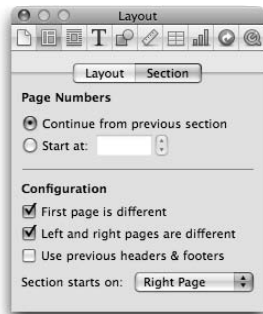 Layout
T
Layout Section
Page Numbers
Continue from previous section
Start at:
Configuration
First page is different
Left and right pages are different
Use previous headers & footers
Section starts on: Right Page